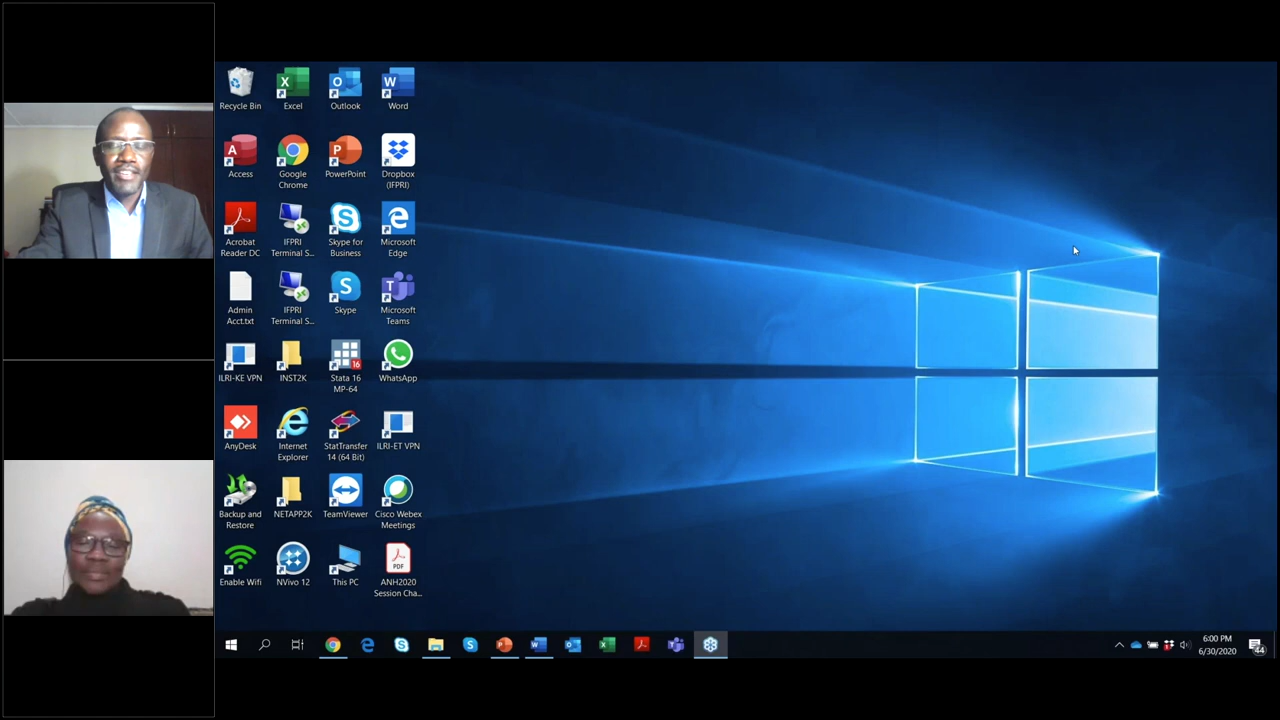 Recycle Bin
Excel
Outlook
Word
Access
Google
Chrome
PowerPoint
Dropbox
(IFPRI)
Acrobat
Reader DC
IFPRI
Terminal S...
Skype for
Business
Microsoft
Edge
Admin
Acct.txt
IFPRI
Terminal S...
Skype
Microsoft
Teams
ILRI-KE VPN
INST2K
Stata 16
MP-64
WhatsApp
AnyDesk
Internet
Explorer
StatTransfer
14 (64 Bit)
ILRI-ET VPN
Backup and
Restore
NETAPP2K
TeamViewer
Cisco Webex
Meetings
Enable Wifi
NVivo 12
This PC
PDF
ANH2020
Session Cha...
6:00 PM
6/30/2020
44